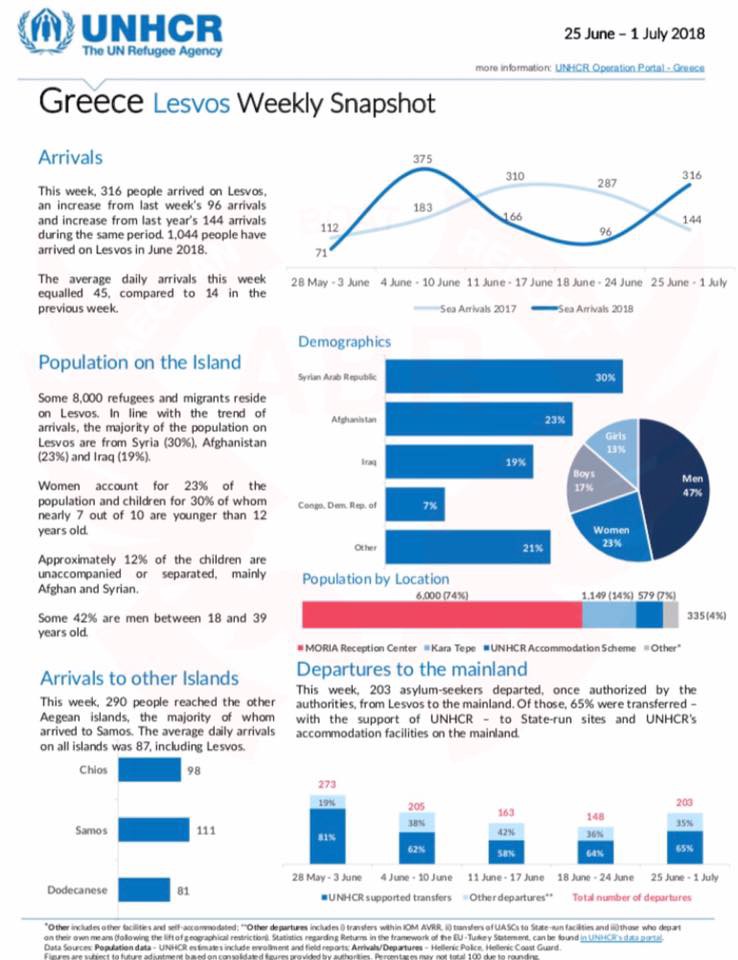 UNHCR
The UN Refugee Agency
25 June – 1 July 2018
more information: UNHCR Operation Portal - Greece
Greece Lesvos Weekly Snapshot
Arrivals
This week, 316 people arrived on Lesvos,
an increase from last week's 96 arrivals
and increase from last year's 144 arrivals
during the same period. 1,044 people have
arrived on Lesvos in June 2018.
The average daily arrivals this week
equalled 45, compared to 14 in the
previous week.
375
310
287
316
183
112
166
144
96
71
28 May - 3 June 4 June - 10 June 11 June - 17 June 18 June - 24 June 25 June - 1 July
Sea Arrivals 2017 Sea Arrivals 2018
Population on the Island
Some 8,000 refugees and migrants reside
on Lesvos. In line with the trend of
arrivals, the majority of the population on
Lesvos are from Syria (30%), Afghanistan
(23%) and Iraq (19%).
Women account for 23% of the
population and children for 30% of whom
nearly 7 out of 10 are younger than 12
years old.
Approximately 12% of the children are
unaccompanied or separated, mainly
Afghan and Syrian.
Some 42% are men between 18 and 39
years old.
Demographics
Syrian Arab Republic 30%
Afghanistan 23%
Iraq 19%
Congo, Dem. Rep. of 7%
Other 21%
Girls
13%
Boys
17%
Men
47%
Women
23%
Population by Location
6,000 (74%) 1,149 (14%) 579 (7%)
335 (4%)
MORIA Reception Center Kara Tepe UNHCR Accommodation Scheme Other*
Arrivals to other Islands
This week, 290 people reached the other
Aegean islands, the majority of whom
arrived to Samos. The average daily arrivals
on all islands was 87, including Lesvos.
Chios 98
Samos 111
Dodecanese 81
Departures to the mainland
This week, 203 asylum-seekers departed, once authorized by the
authorities, from Lesvos to the mainland. Of those, 65% were transferred –
with the support of UNHCR – to State-run sites and UNHCR's
accommodation facilities on the mainland.
273 205 163 148 203
19% 38% 42% 36% 35%
81% 62% 58% 64% 65%
28 May - 3 June 4 June - 10 June 11 June - 17 June 18 June - 24 June 25 June - 1 July
UNHCR supported transfers Other departures** Total number of departures
*Other includes other facilities and self-accommodated; **Other departures includes i) transfers within IOM AVRR, ii) transfers of UASCs to State-run facilities and iii) those who depart
on their own means (following the lift of geographical restriction). Statistics regarding Returns in the framework of the EU-Turkey Statement, can be found in UNHCR's data portal.
Data Sources: Population data - UNHCR estimates include enrollment and field reports; Arrivals/Departures - Hellenic Police, Hellenic Coast Guard.
Figures are subject to future adjustment based on consolidated figures provided by authorities. Percentages may not total 100 due to rounding.